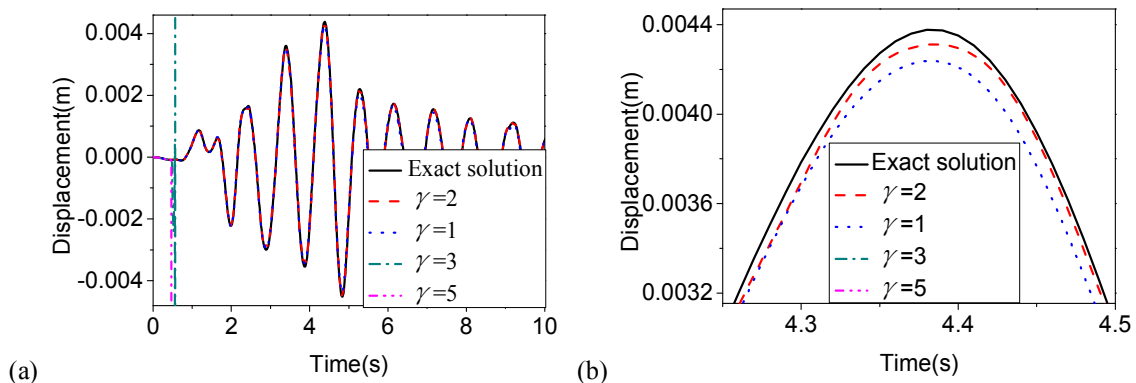 0.004
0.002
0.000
-0.002
-0.004
Displacement(m)
0
2
4
6
8
10
Time(s)
Exact solution
γ=2
γ=1
γ=3
γ=5
(a)
0.0044
0.0040
0.0036
0.0032
Displacement(m)
4.3
4.4
4.5
Time(s)
Exact solution
γ=2
γ=1
γ=3
γ=5
(b)